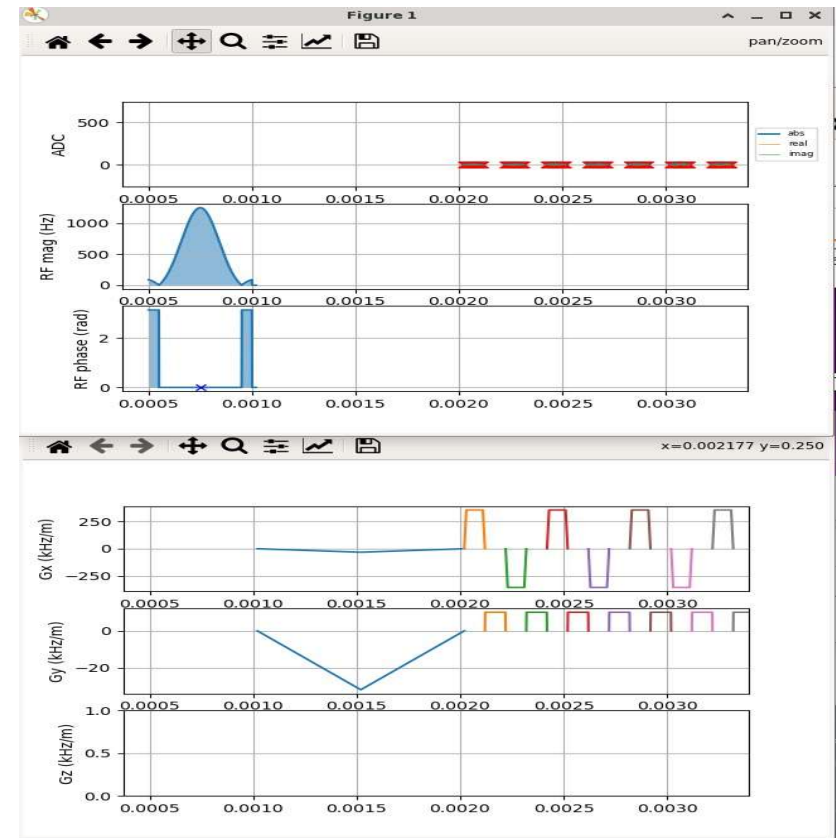 Figure 1
pan/zoom
ADC
500
0
abs
real
imag
0.0005 0.0010 0.0015 0.0020 0.0025 0.0030
RF mag (Hz)
1000
500
0
0.0005 0.0010 0.0015 0.0020 0.0025 0.0030
RF phase (rad)
2
0
0.0005 0.0010 0.0015 0.0020 0.0025 0.0030
x=0.002177 y=0.250
Gx (kHz/m)
250
0
−250
0.0005 0.0010 0.0015 0.0020 0.0025 0.0030
Gy (kHz/m)
0
−20
0.0005 0.0010 0.0015 0.0020 0.0025 0.0030
Gz (kHz/m)
1.0
0.5
0.0
0.0005 0.0010 0.0015 0.0020 0.0025 0.0030